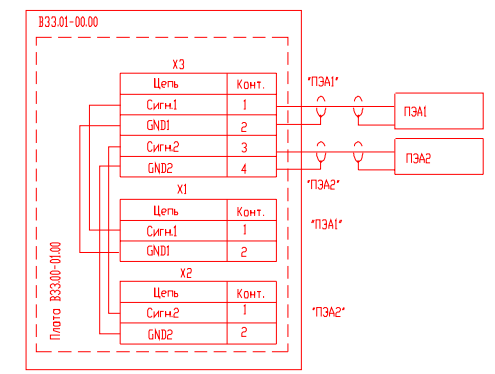 ВЗЗ.01-00.00
Х3
Цепь Конт.
Сигн.1 1
GND1 2
Сигн.2 3
GND2 4
"ПЭА1"
ПЭА1
ПЭА2
"ПЭА2"
Х1
Цепь Конт.
Сигн.1 1
GND1 2
"ПЭА1"
Х2
Цепь Конт.
Сигн.2 1
GND2 2
"ПЭА2"
Плата ВЗЗ.00-01.00